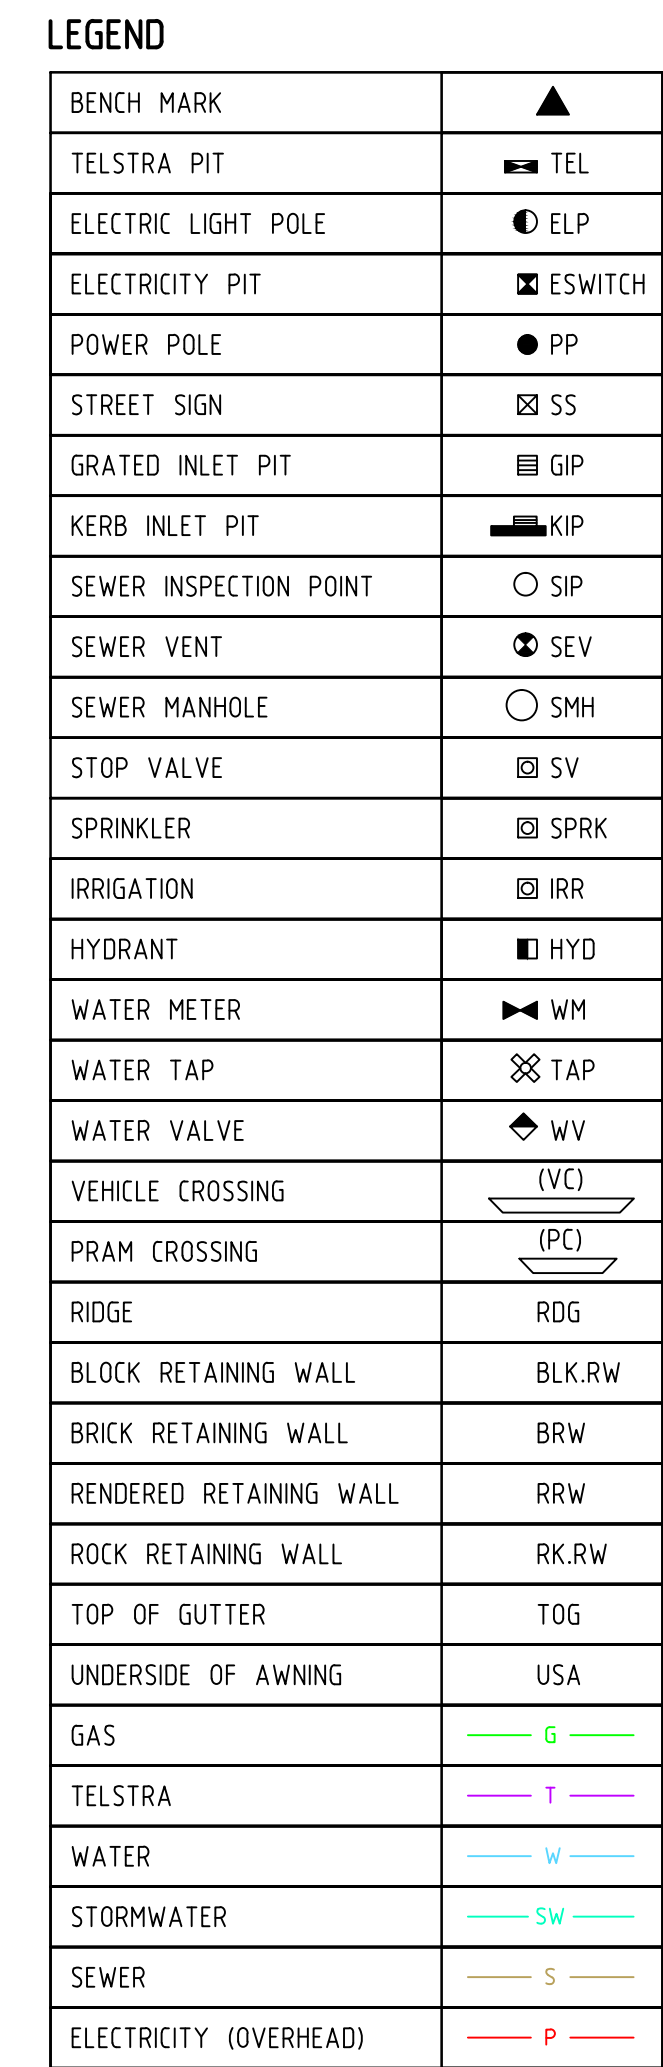 LEGEND
BENCH MARK
TELSTRA PIT TEL
ELECTRIC LIGHT POLE ELP
ELECTRICITY PIT ESWITCH
POWER POLE PP
STREET SIGN SS
GRATED INLET PIT GIP
KERB INLET PIT KIP
SEWER INSPECTION POINT SIP
SEWER VENT SEV
SEWER MANHOLE SMH
STOP VALVE SV
SPRINKLER SPRK
IRRIGATION IRR
HYDRANT HYD
WATER METER WM
WATER TAP TAP
WATER VALVE WV
VEHICLE CROSSING (VC)
PRAM CROSSING (PC)
RIDGE RDG
BLOCK RETAINING WALL BLK.RW
BRICK RETAINING WALL BRW
RENDERED RETAINING WALL RRW
ROCK RETAINING WALL RK.RW
TOP OF GUTTER TOG
UNDERSIDE OF AWNING USA
GAS G
TELSTRA T
WATER W
STORMWATER SW
SEWER S
ELECTRICITY (OVERHEAD) P